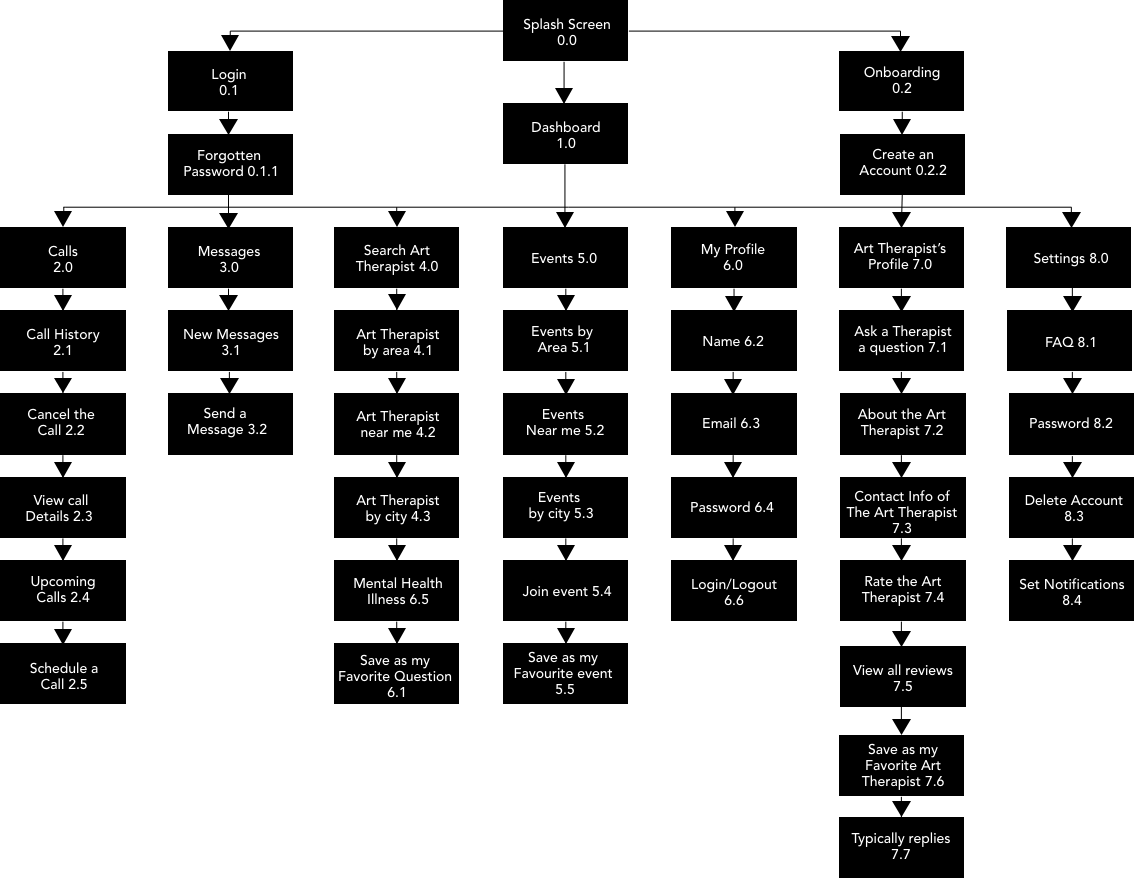 Splash Screen
0.0
Login
0.1
Onboarding
0.2
Dashboard
1.0
Forgotten
Password 0.1.1
Create an
Account 0.2.2
Calls
2.0
Messages
3.0
Search Art
Therapist 4.0
Events 5.0
My Profile
6.0
Art Therapist's
Profile 7.0
Settings 8.0
Call History
2.1
New Messages
3.1
Art Therapist
by area 4.1
Events by
Area 5.1
Name 6.2
Ask a Therapist
a question 7.1
FAQ 8.1
Cancel the
Call 2.2
Send a
Message 3.2
Art Therapist
near me 4.2
Events
Near me 5.2
Email 6.3
About the Art
Therapist 7.2
Password 8.2
View call
Details 2.3
Art Therapist
by city 4.3
Events
by city 5.3
Password 6.4
Contact Info of
The Art Therapist
7.3
Delete Account
8.3
Upcoming
Calls 2.4
Mental Health
Illness 6.5
Join event 5.4
Login/Logout
6.6
Rate the Art
Therapist 7.4
Set Notifications
8.4
Schedule a
Call 2.5
Save as my
Favorite Question
6.1
Save as my
Favourite event
5.5
View all reviews
7.5
Save as my
Favorite Art
Therapist 7.6
Typically replies
7.7